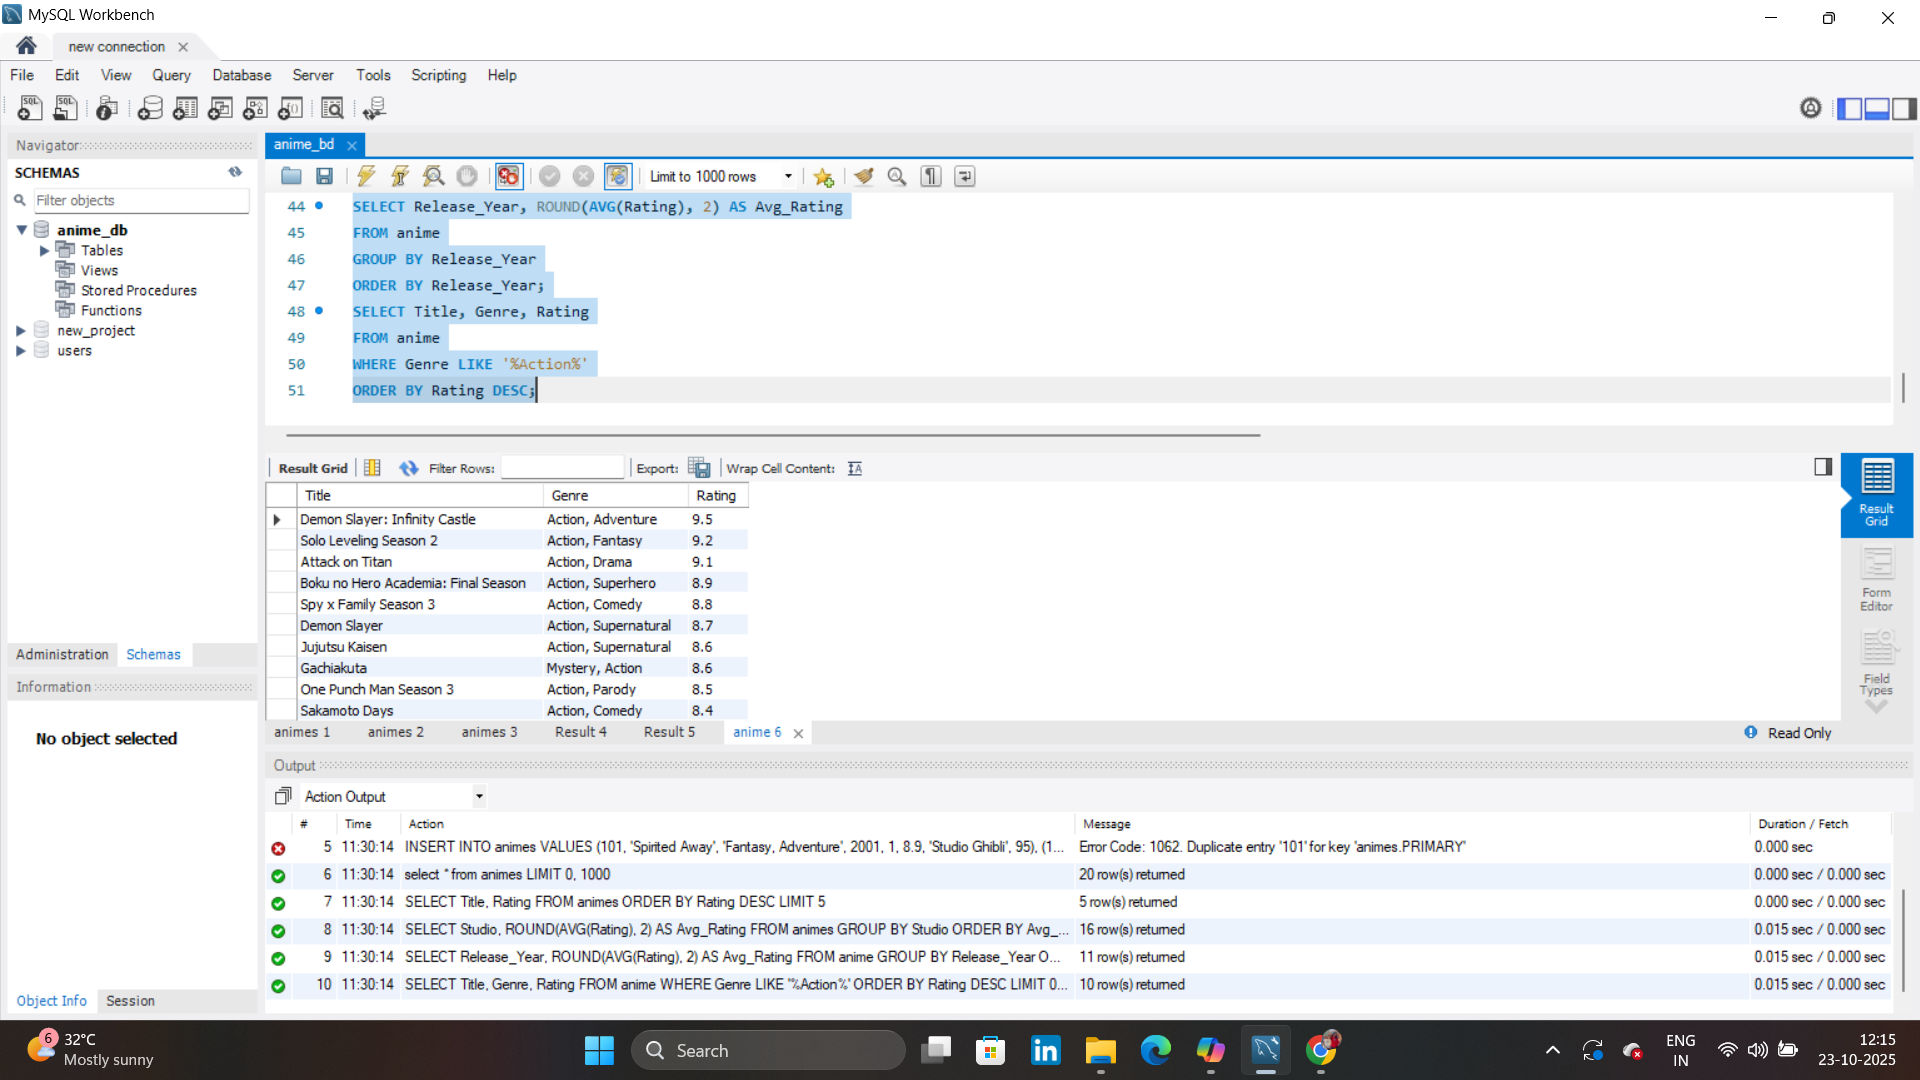 MySQL Workbench
new connection
File Edit View Query Database Server Tools Scripting Help
Navigator
SCHEMAS
Filter objects
anime_db
Tables
Views
Stored Procedures
Functions
new_project
users
Administration Schemas
Information
No object selected
Object Info Session
anime_bd
Limit to 1000 rows
44 SELECT Release_Year, ROUND(AVG(Rating), 2) AS Avg_Rating
45 FROM anime
46 GROUP BY Release_Year
47 ORDER BY Release_Year;
48 SELECT Title, Genre, Rating
49 FROM anime
50 WHERE Genre LIKE '%Action%'
51 ORDER BY Rating DESC;
Result Grid Filter Rows: Export: Wrap Cell Content:
Title Genre Rating
Demon Slayer: Infinity Castle Action, Adventure 9.5
Solo Leveling Season 2 Action, Fantasy 9.2
Attack on Titan Action, Drama 9.1
Boku no Hero Academia: Final Season Action, Superhero 8.9
Spy x Family Season 3 Action, Comedy 8.8
Demon Slayer Action, Supernatural 8.7
Jujutsu Kaisen Action, Supernatural 8.6
Gachiakuta Mystery, Action 8.6
One Punch Man Season 3 Action, Parody 8.5
Sakamoto Days Action, Comedy 8.4
Result
Grid
Form
Editor
Field
Types
animes 1 animes 2 animes 3 Result 4 Result 5 anime 6 Read Only
Output
Action Output
# Time Action Message Duration / Fetch
5 11:30:14 INSERT INTO animes VALUES (101, 'Spirited Away', 'Fantasy, Adventure', 2001, 1, 8.9, 'Studio Ghibli', 95), (1... Error Code: 1062. Duplicate entry '101' for key 'animes.PRIMARY' 0.000 sec
6 11:30:14 select * from animes LIMIT 0, 1000 20 row(s) returned 0.000 sec / 0.000 sec
7 11:30:14 SELECT Title, Rating FROM animes ORDER BY Rating DESC LIMIT 5 5 row(s) returned 0.000 sec / 0.000 sec
8 11:30:14 SELECT Studio, ROUND(AVG(Rating), 2) AS Avg_Rating FROM animes GROUP BY Studio ORDER BY Avg_... 16 row(s) returned 0.015 sec / 0.000 sec
9 11:30:14 SELECT Release_Year, ROUND(AVG(Rating), 2) AS Avg_Rating FROM anime GROUP BY Release_Year O... 11 row(s) returned 0.015 sec / 0.000 sec
10 11:30:14 SELECT Title, Genre, Rating FROM anime WHERE Genre LIKE '%Action%' ORDER BY Rating DESC LIMIT 0... 10 row(s) returned 0.015 sec / 0.000 sec
6
32°C
Mostly sunny
Search
ENG
IN
12:15
23-10-2025